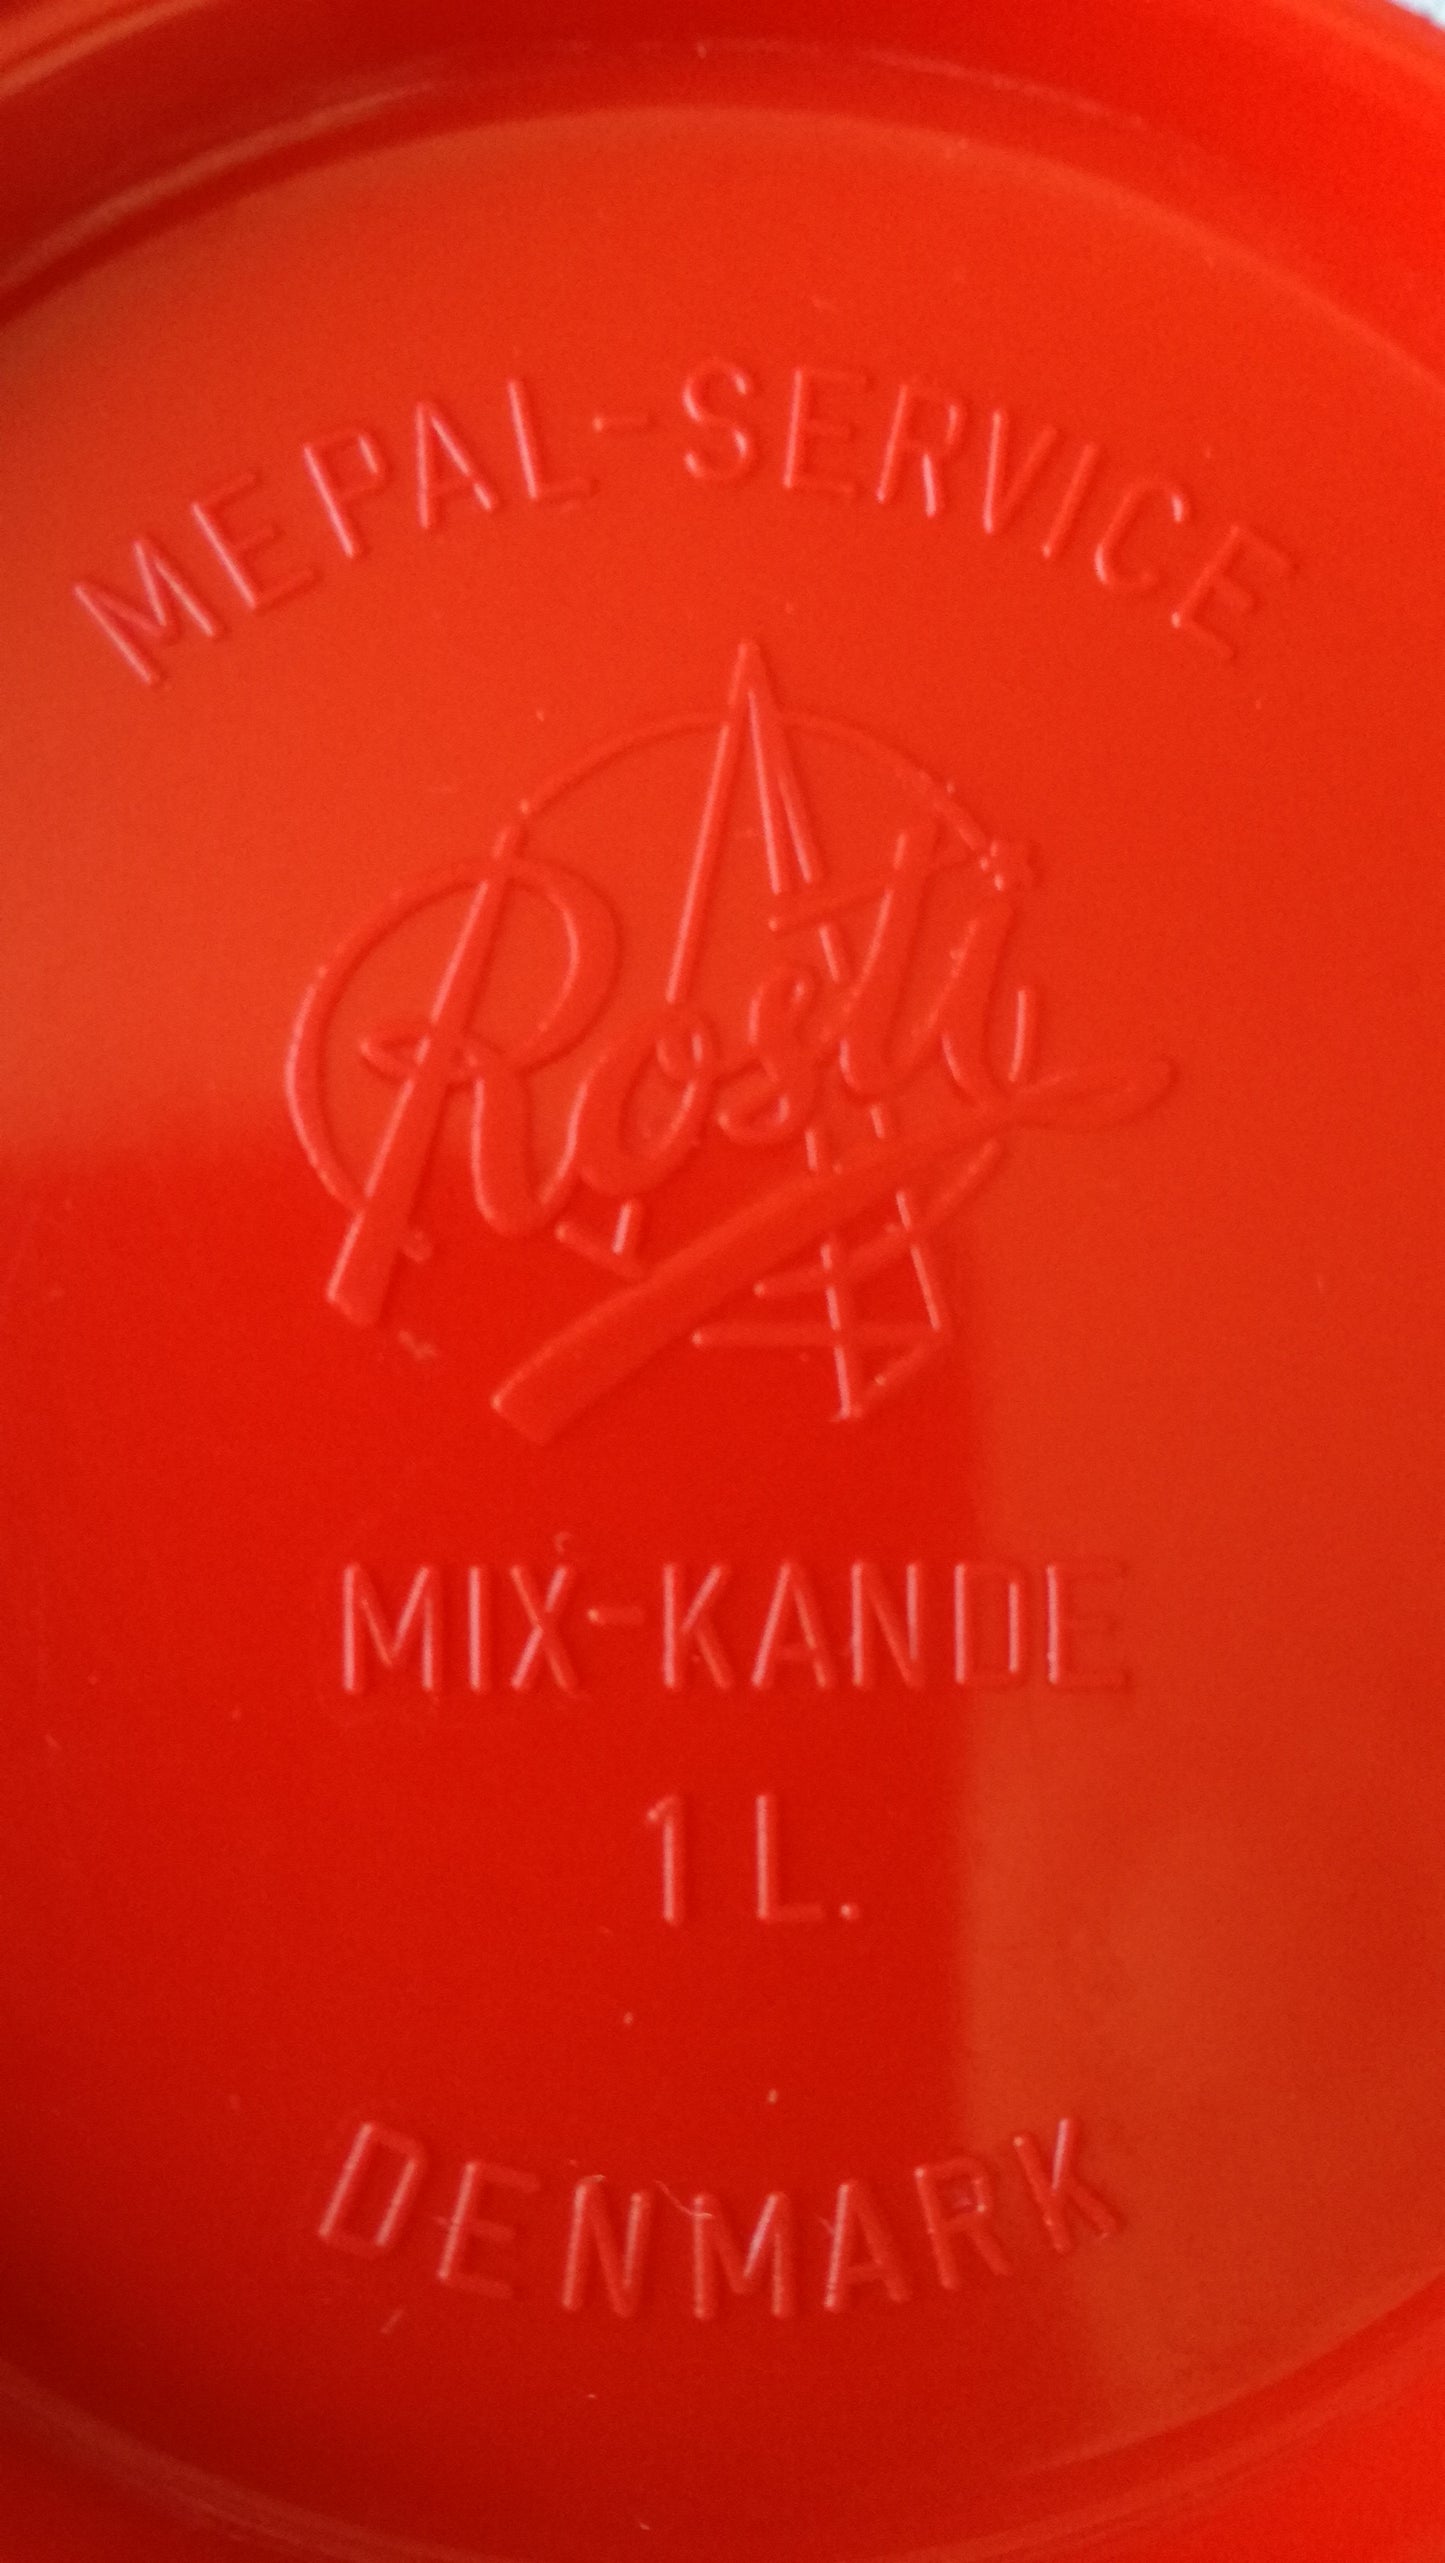 MEPAL-SERVICE
Rosti
MIX-KANDE
1 L.
DENMARK